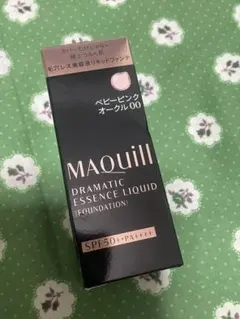 毛穴レス美容液リキッドファンデ
ベビーピンク
オークル00
MAQuill
DRAMATIC
ESSENCE LIQUID
(FOUNDATION)
SPF50+・PA++++